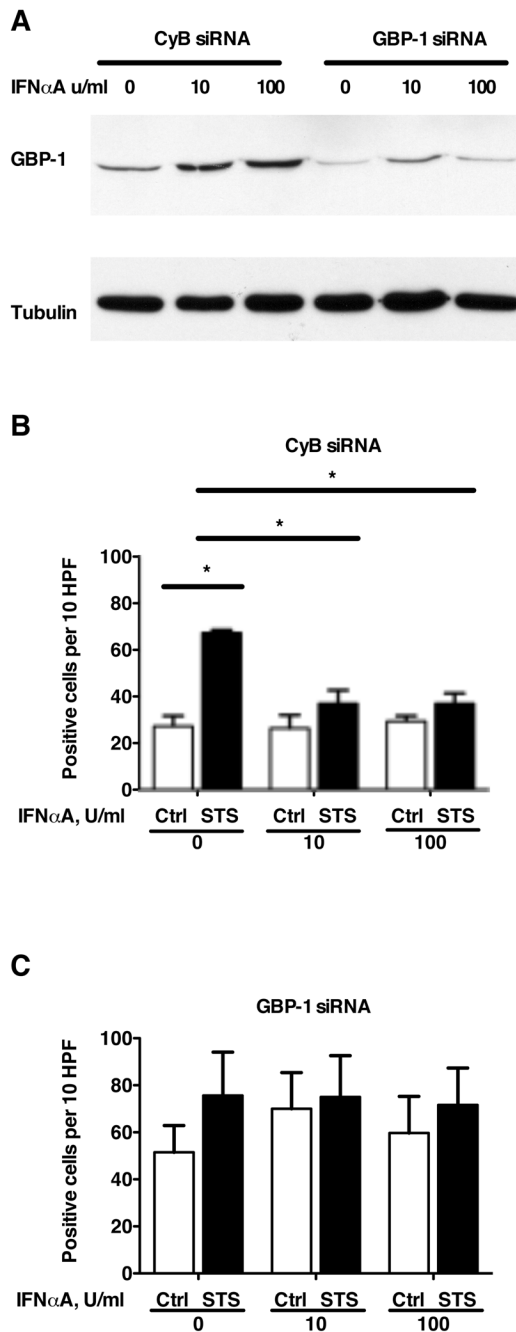 A
CyB siRNA GBP-1 siRNA
IFNαA u/ml 0 10 100 0 10 100
GBP-1
Tubulin
B
CyB siRNA
*
*
*
Positive cells per 10 HPF
100
80
60
40
20
0
Ctrl STS Ctrl STS Ctrl STS
IFNαA, U/ml
0 10 100
C
GBP-1 siRNA
Positive cells per 10 HPF
100
80
60
40
20
0
Ctrl STS Ctrl STS Ctrl STS
IFNαA, U/ml
0 10 100